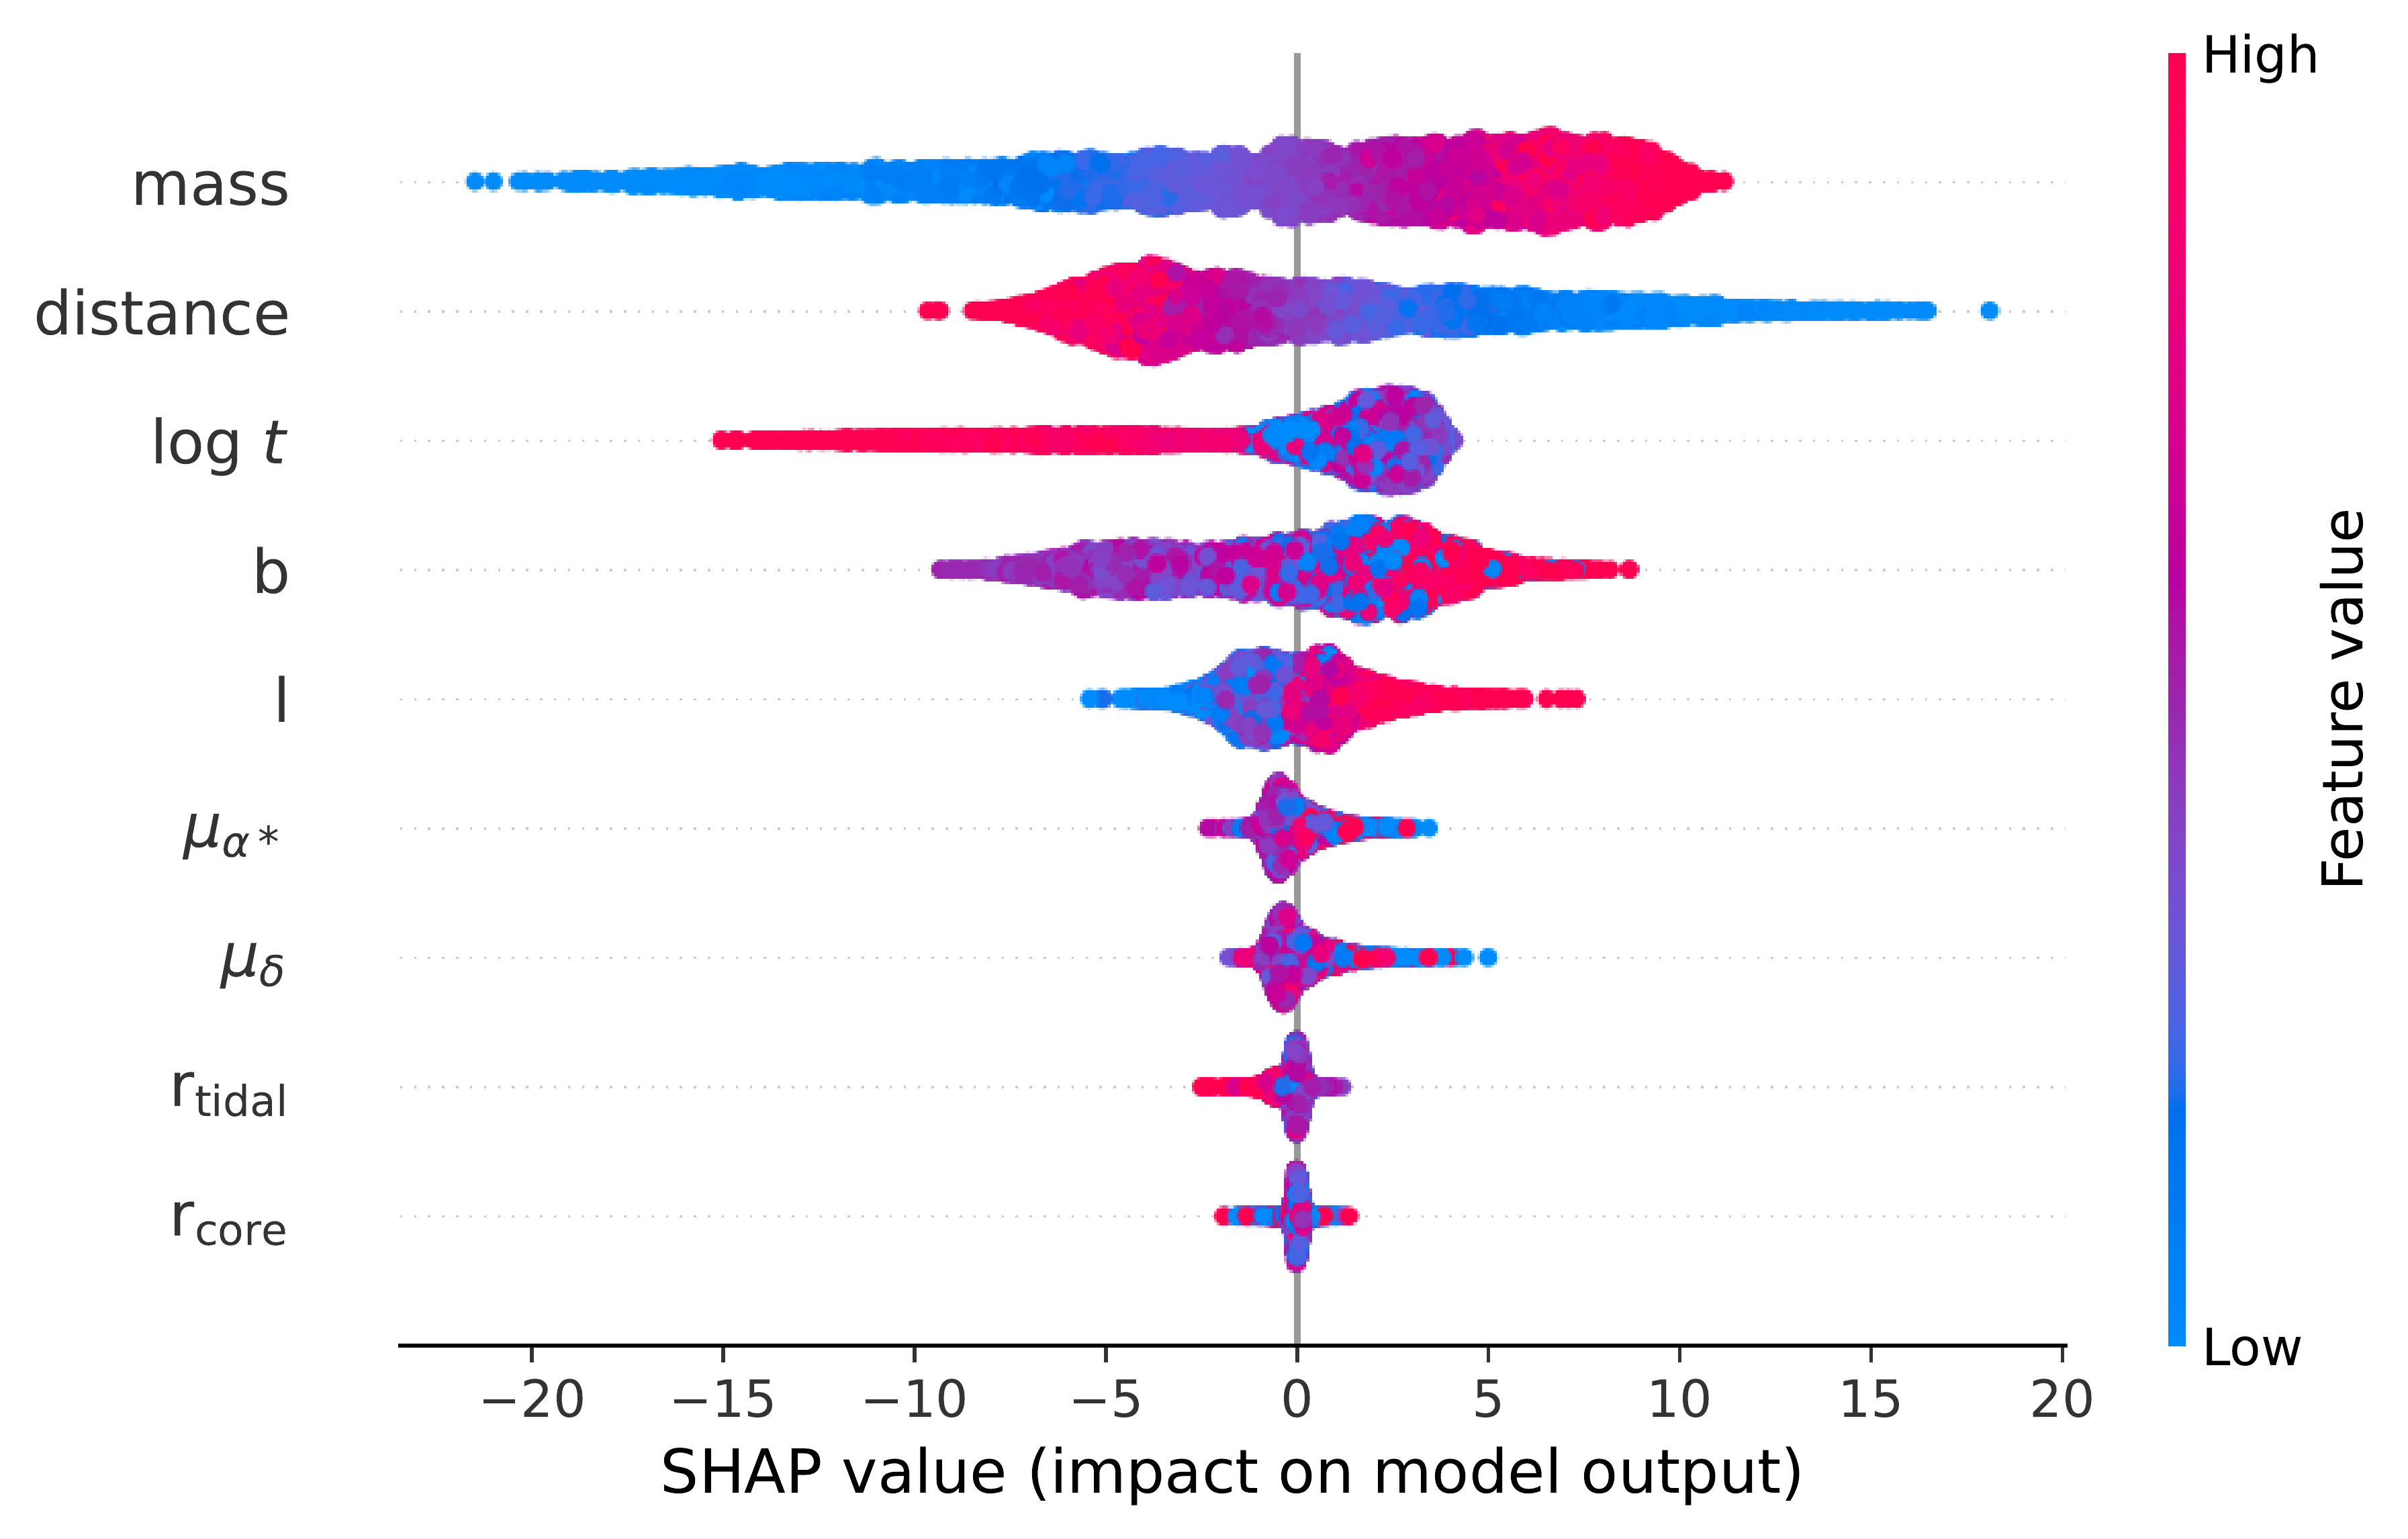 High
mass
distance
log t
b
l
μα*
μδ
rtidal
rcore
Low
Feature value
−20 −15 −10 −5 0 5 10 15 20
SHAP value (impact on model output)